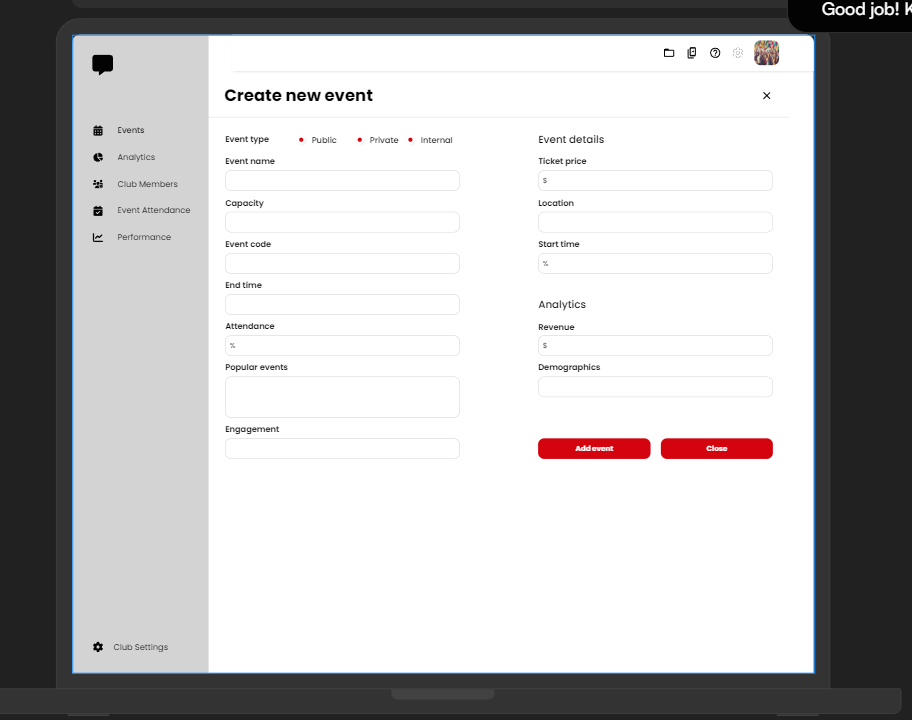 Good job! K
Create new event
Events
Analytics
Club Members
Event Attendance
Performance
Club Settings
Event type
Public
Private
Internal
Event name
Capacity
Event code
End time
Attendance
%
Popular events
Engagement
Event details
Ticket price
$
Location
Start time
%
Analytics
Revenue
$
Demographics
Add event
Close